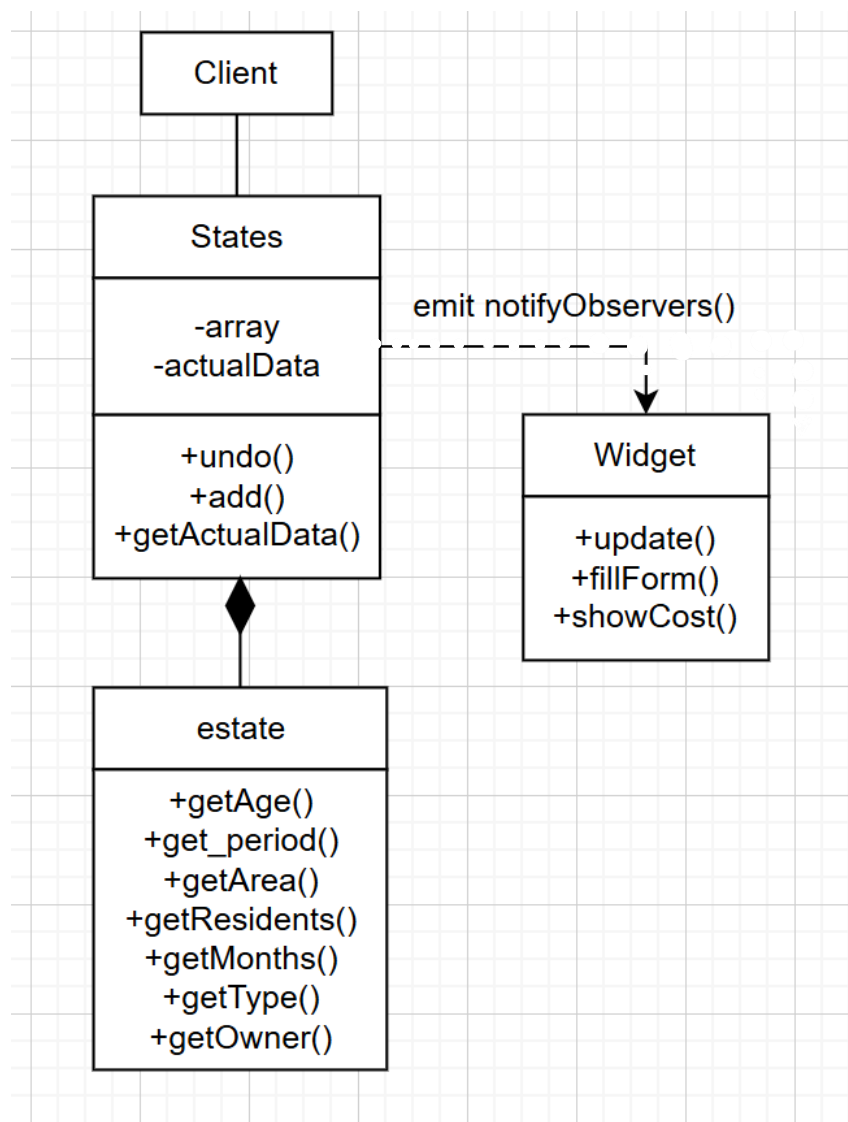 Client
States
-array
-actualData
+undo()
+add()
+getActualData()
emit notifyObservers()
Widget
+update()
+fillForm()
+showCost()
estate
+getAge()
+get_period()
+getArea()
+getResidents()
+getMonths()
+getType()
+getOwner()